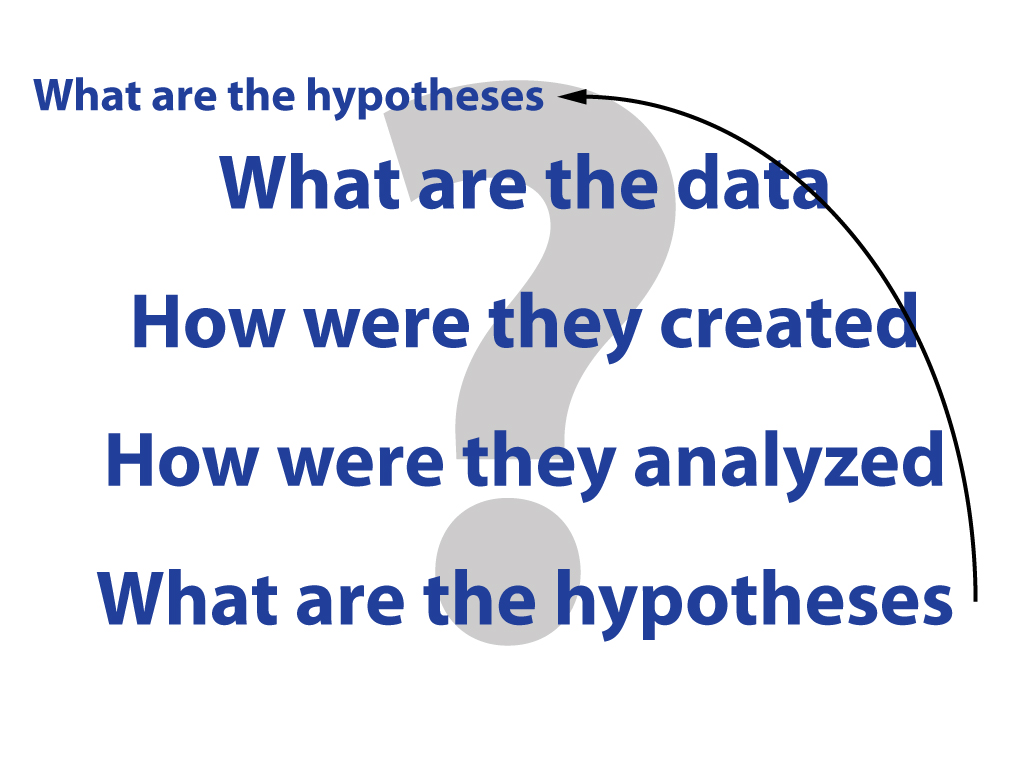 What are the hypotheses
What are the data
How were they created
How were they analyzed
What are the hypotheses
?